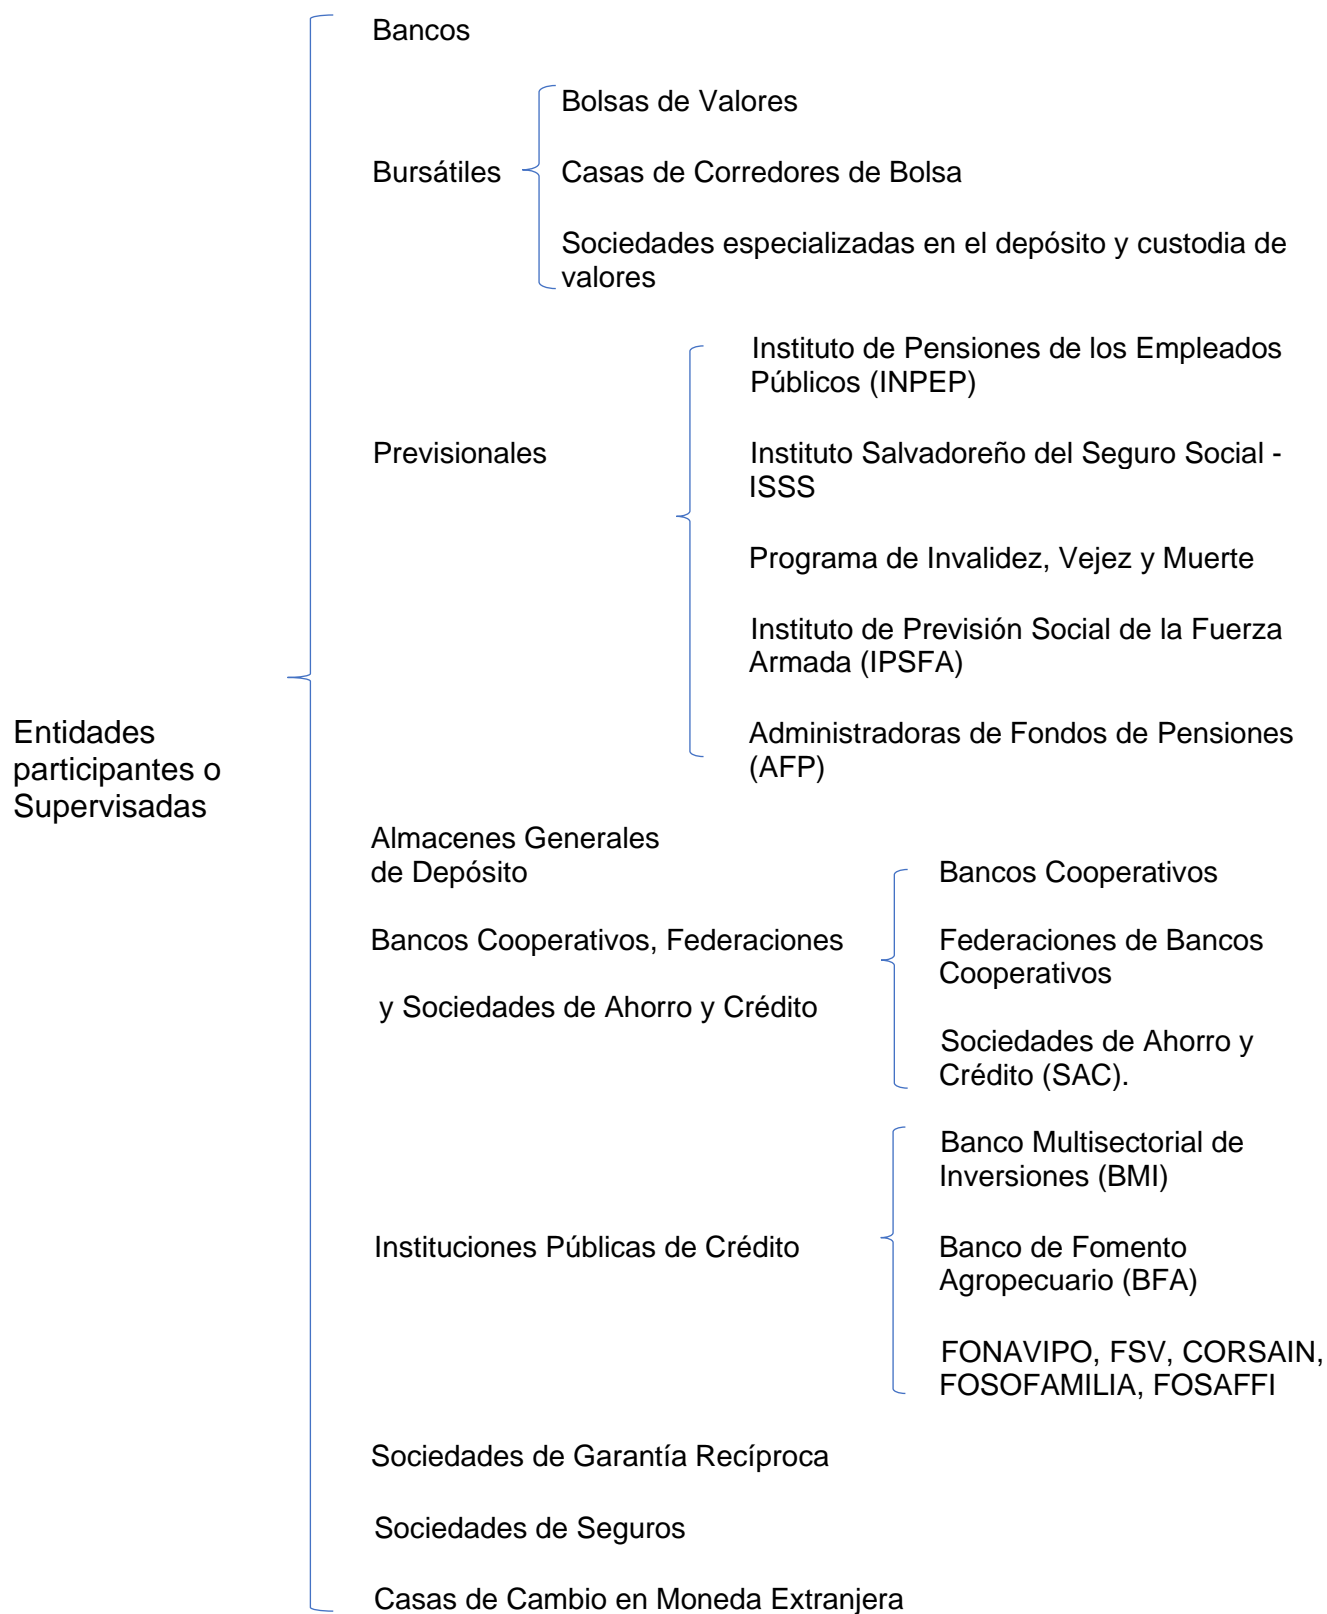 Bancos
Bolsas de Valores
Bursátiles
Casas de Corredores de Bolsa
Sociedades especializadas en el depósito y custodia de
valores
Instituto de Pensiones de los Empleados
Públicos (INPEP)
Previsionales
Instituto Salvadoreño del Seguro Social -
ISSS
Programa de Invalidez, Vejez y Muerte
Instituto de Previsión Social de la Fuerza
Armada (IPSFA)
Administradoras de Fondos de Pensiones
(AFP)
Entidades
participantes o
Supervisadas
Almacenes Generales
de Depósito
Bancos Cooperativos, Federaciones
y Sociedades de Ahorro y Crédito
Bancos Cooperativos
Federaciones de Bancos
Cooperativos
Sociedades de Ahorro y
Crédito (SAC).
Instituciones Públicas de Crédito
Banco Multisectorial de
Inversiones (BMI)
Banco de Fomento
Agropecuario (BFA)
FONAVIPO, FSV, CORSAIN,
FOSOFAMILIA, FOSAFFI
Sociedades de Garantía Recíproca
Sociedades de Seguros
Casas de Cambio en Moneda Extranjera